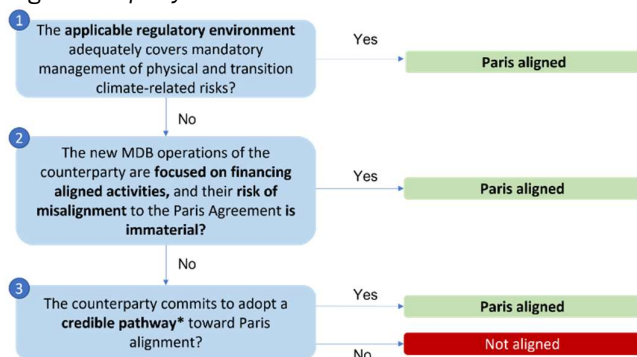 1
The applicable regulatory environment
adequately covers mandatory
management of physical and transition
climate-related risks?
Yes
Paris aligned
No
2
The new MDB operations of the
counterparty are focused on financing
aligned activities, and their risk of
misalignment to the Paris Agreement is
immaterial?
Yes
Paris aligned
No
3
The counterparty commits to adopt a
credible pathway* toward Paris
alignment?
Yes
Paris aligned
No
Not aligned